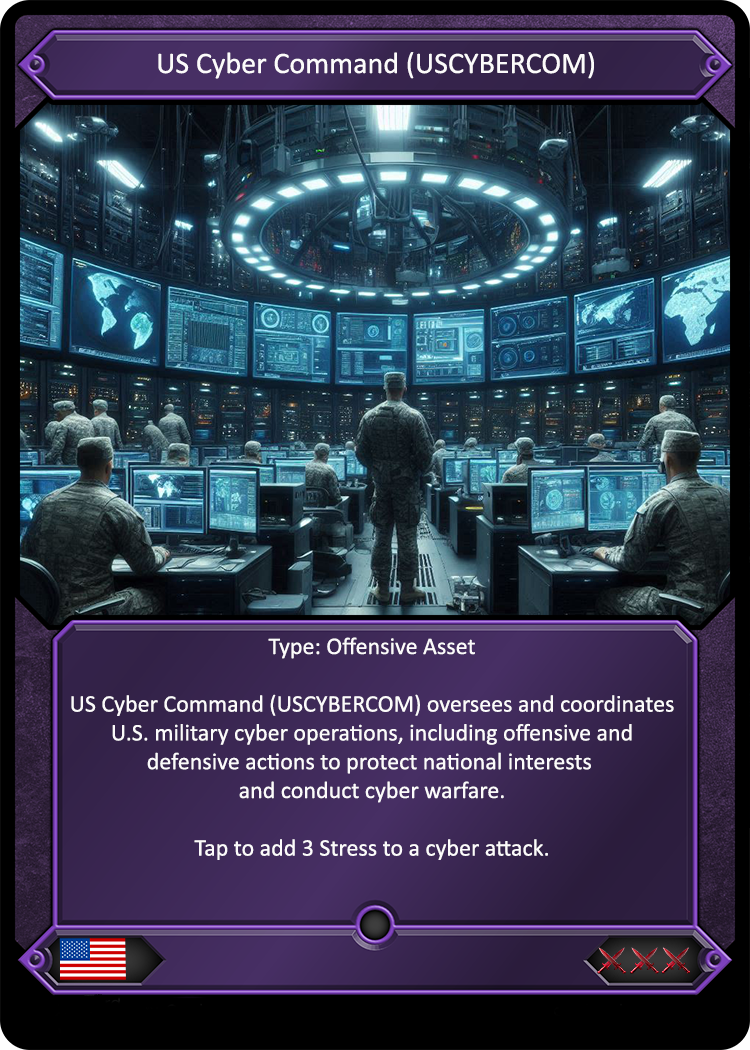 US Cyber Command (USCYBERCOM)
Type: Offensive Asset
US Cyber Command (USCYBERCOM) oversees and coordinates
U.S. military cyber operations, including offensive and
defensive actions to protect national interests
and conduct cyber warfare.
Tap to add 3 Stress to a cyber attack.